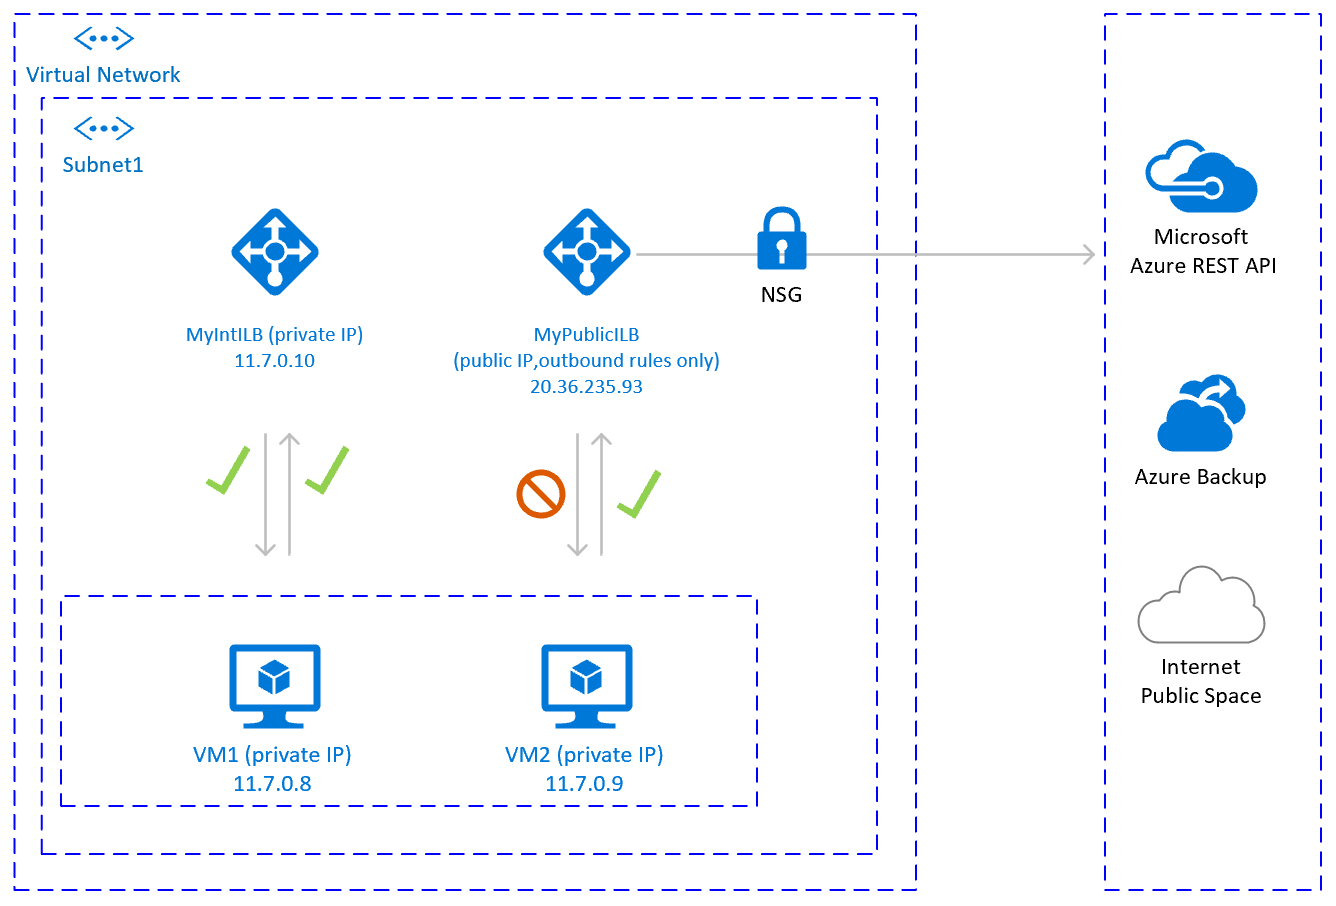 Virtual Network
Subnet1
MyIntILB (private IP)
11.7.0.10
MyPublicILB
(public IP,outbound rules only)
20.36.235.93
NSG
VM1 (private IP)
11.7.0.8
VM2 (private IP)
11.7.0.9
Microsoft
Azure REST API
Azure Backup
Internet
Public Space